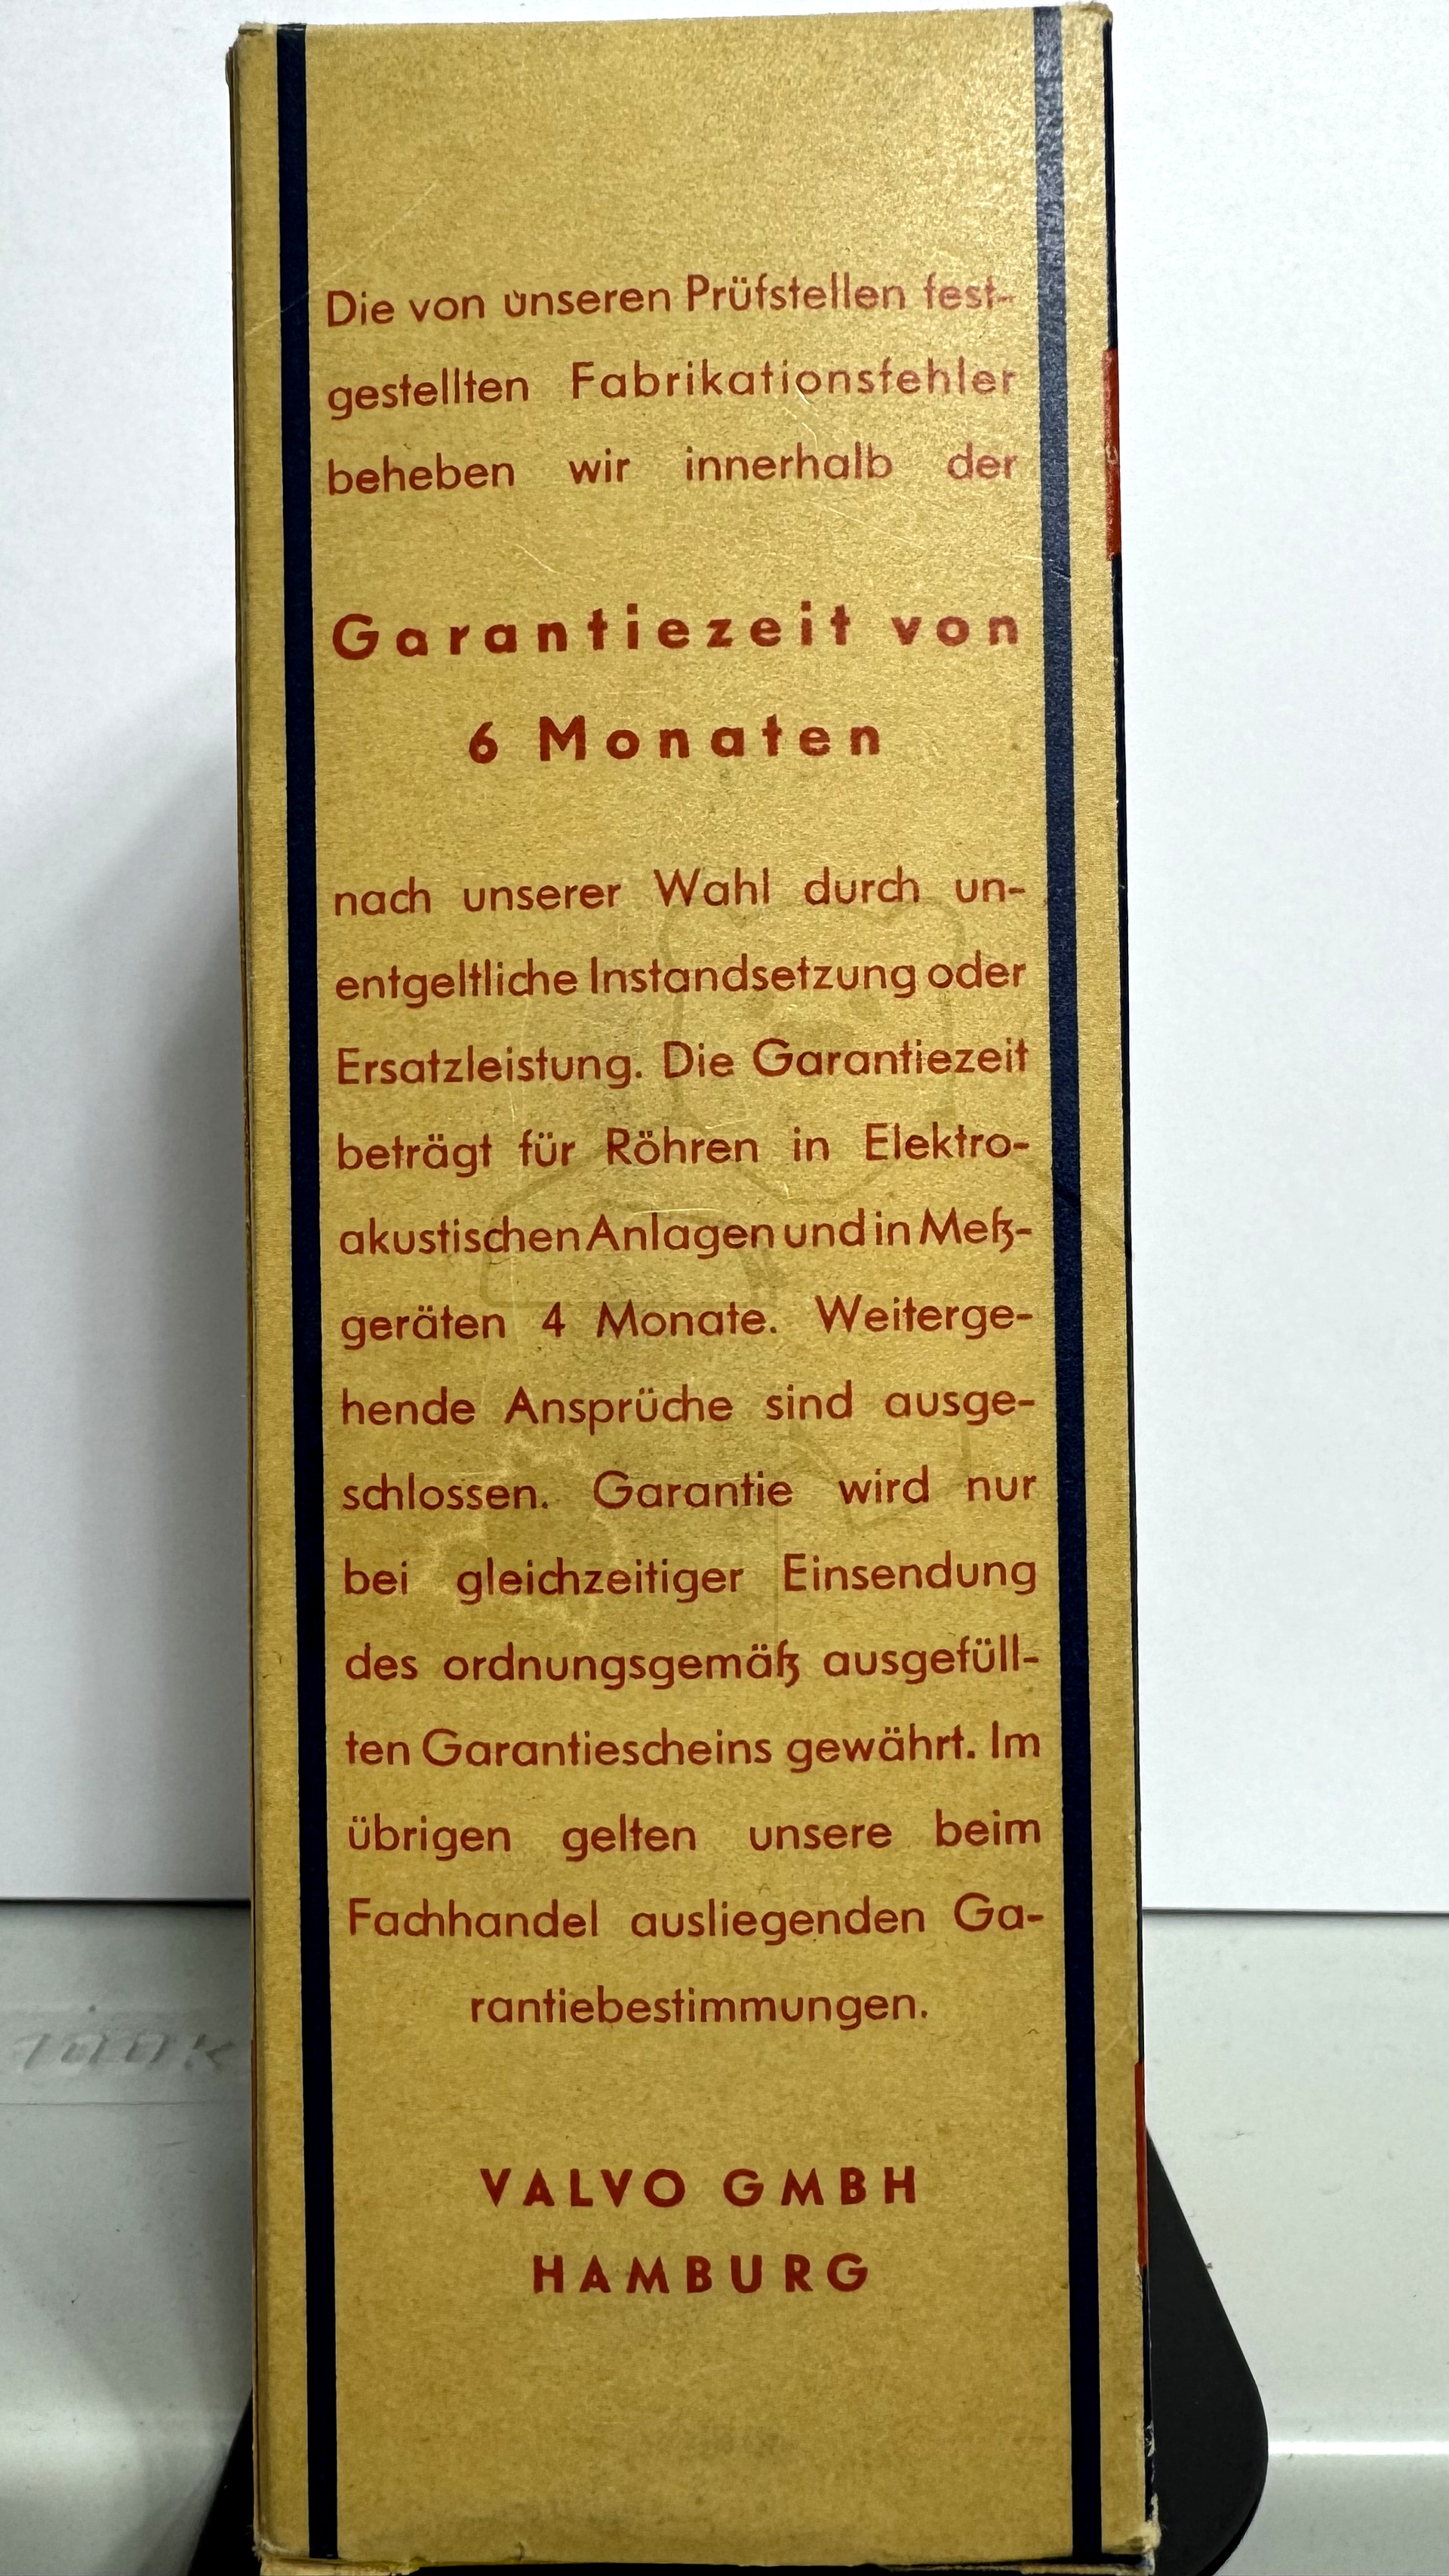 Die von unseren Prüfstellen fest-
gestellten Fabrikationsfehler
beheben wir innerhalb der
Garantiezeit von
6 Monaten
nach unserer Wahl durch un-
entgeltliche Instandsetzung oder
Ersatzleistung. Die Garantiezeit
beträgt für Röhren in Elektro-
akustischen Anlagen und in Meß-
geräten 4 Monate. Weiterge-
hende Ansprüche sind ausge-
schlossen. Garantie wird nur
bei gleichzeitiger Einsendung
des ordnungsgemäß ausgefüll-
ten Garantiescheins gewährt. Im
übrigen gelten unsere beim
Fachhandel ausliegenden Ga-
rantiebestimmungen.
VALVO GMBH
HAMBURG